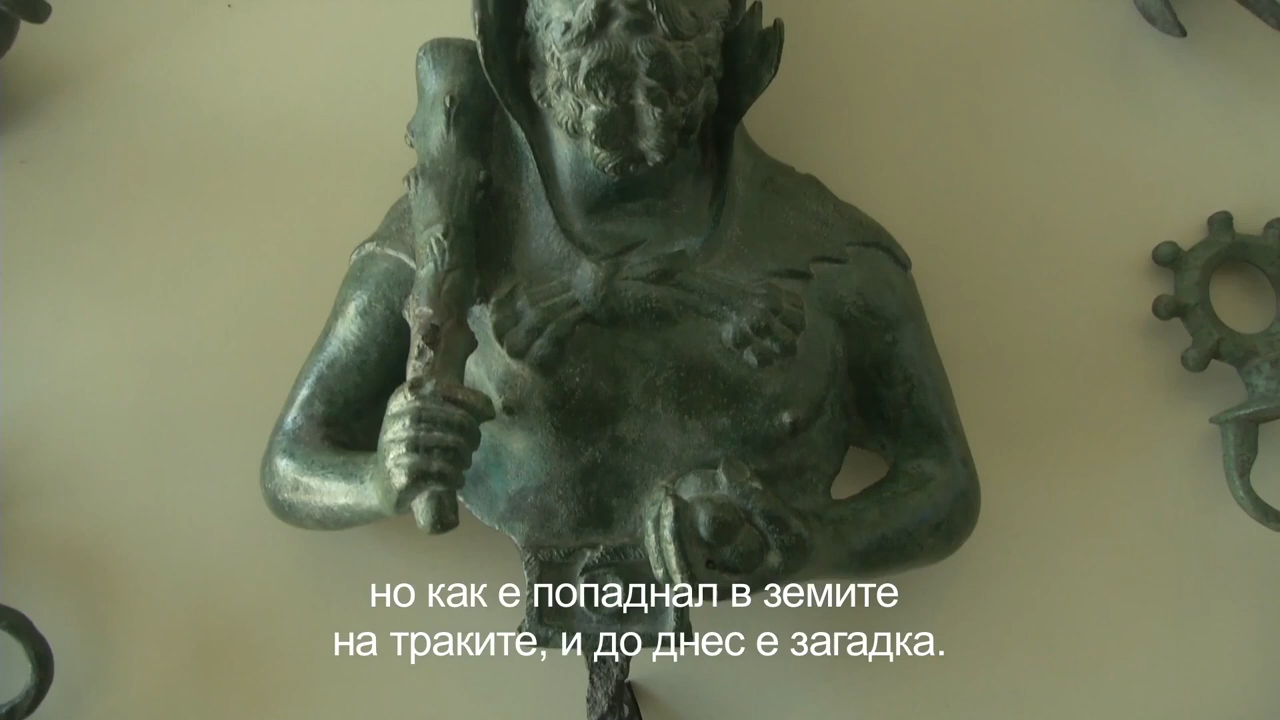 но как е попаднал в земите
на траките, и до днес е загадка.